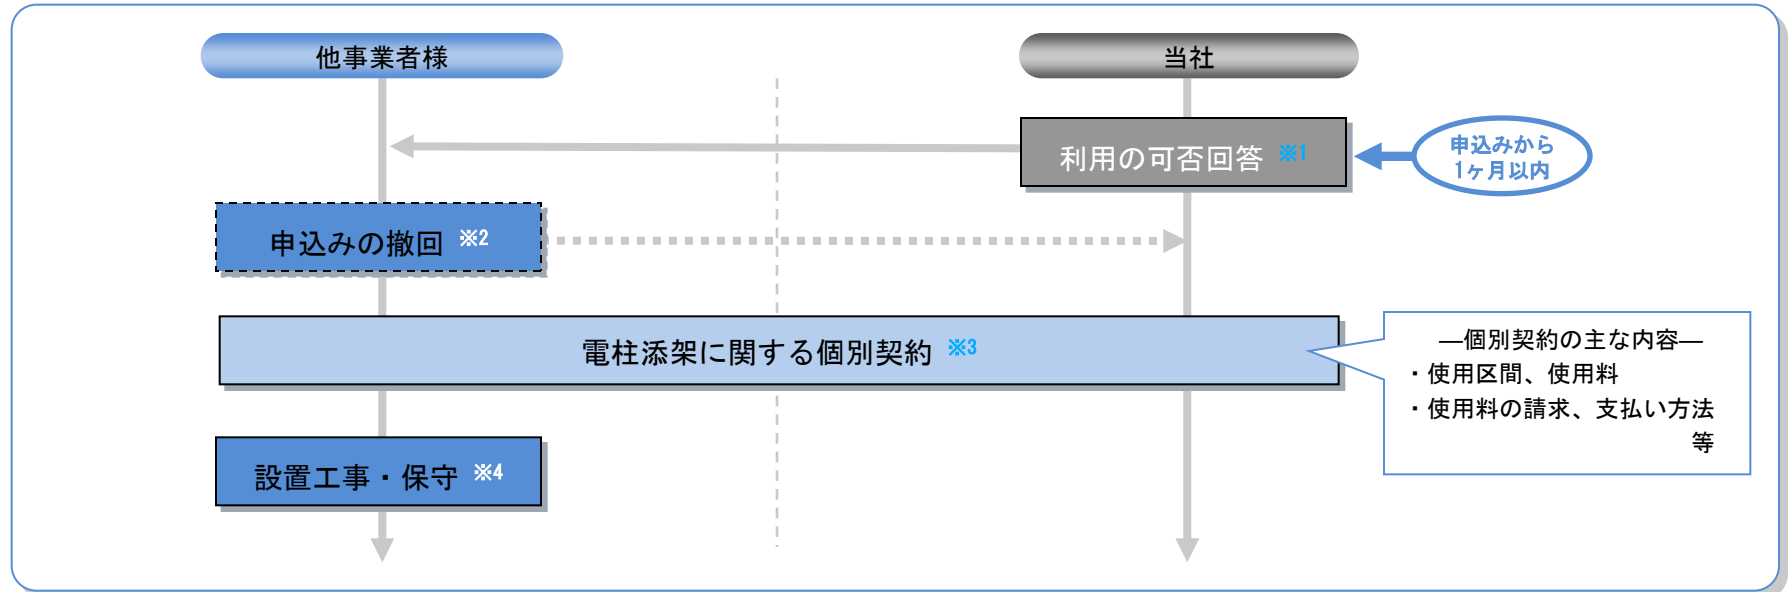 他事業者様
当社
利用の可否回答 ※1
申込みから
1ヶ月以内
申込みの撤回 ※2
電柱添架に関する個別契約 ※3
―個別契約の主な内容―
・使用区間、使用料
・使用料の請求、支払い方法
等
設置工事・保守 ※4